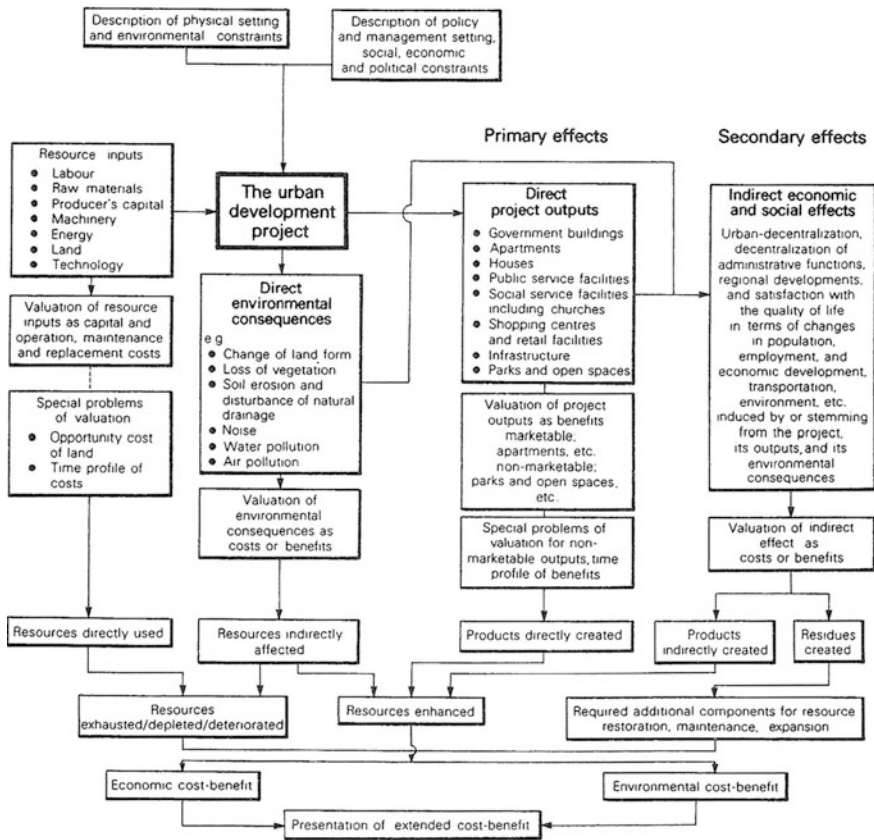 Description of physical setting
and environmental constraints
Description of policy
and management setting,
social, economic
and political constraints
Primary effects
Secondary effects
Resource inputs
Labour
Raw materials
Producer's capital
Machinery
Energy
Land
Technology
The urban
development
project
Direct
project outputs
Government buildings
Apartments
Houses
Public service facilities
Social service facilities
including churches
Shopping centres
and retail facilities
Infrastructure
Parks and open spaces
Indirect economic
and social effects
Urban-decentralization,
decentralization of
administrative functions,
regional developments,
and satisfaction with
the quality of life
in terms of changes
in population,
employment, and
economic development,
transportation,
environment, etc.
induced by or stemming
from the project,
its outputs, and its
environmental
consequences
Direct
environmental
consequences
e g
Change of land form
Loss of vegetation
Soil erosion and
disturbance of natural
drainage
Noise
Water pollution
Air pollution
Valuation of resource
inputs as capital and
operation, maintenance
and replacement costs
Special problems
of valuation
Opportunity cost
of land
Time profile of
costs
Valuation of
environmental
consequences as
costs or benefits
Valuation of project
outputs as benefits
marketable;
apartments, etc.
non-marketable;
parks and open spaces,
etc.
Special problems of
valuation for non-
marketable outputs, time
profile of benefits
Valuation of indirect
effect as
costs or benefits
Resources directly used
Resources indirectly
affected
Products directly created
Products
indirectly created
Residues
created
Resources
exhausted/depleted/deteriorated
Resources enhanced
Required additional components for resource
restoration, maintenance, expansion
Economic cost-benefit
Environmental cost-benefit
Presentation of extended cost-benefit